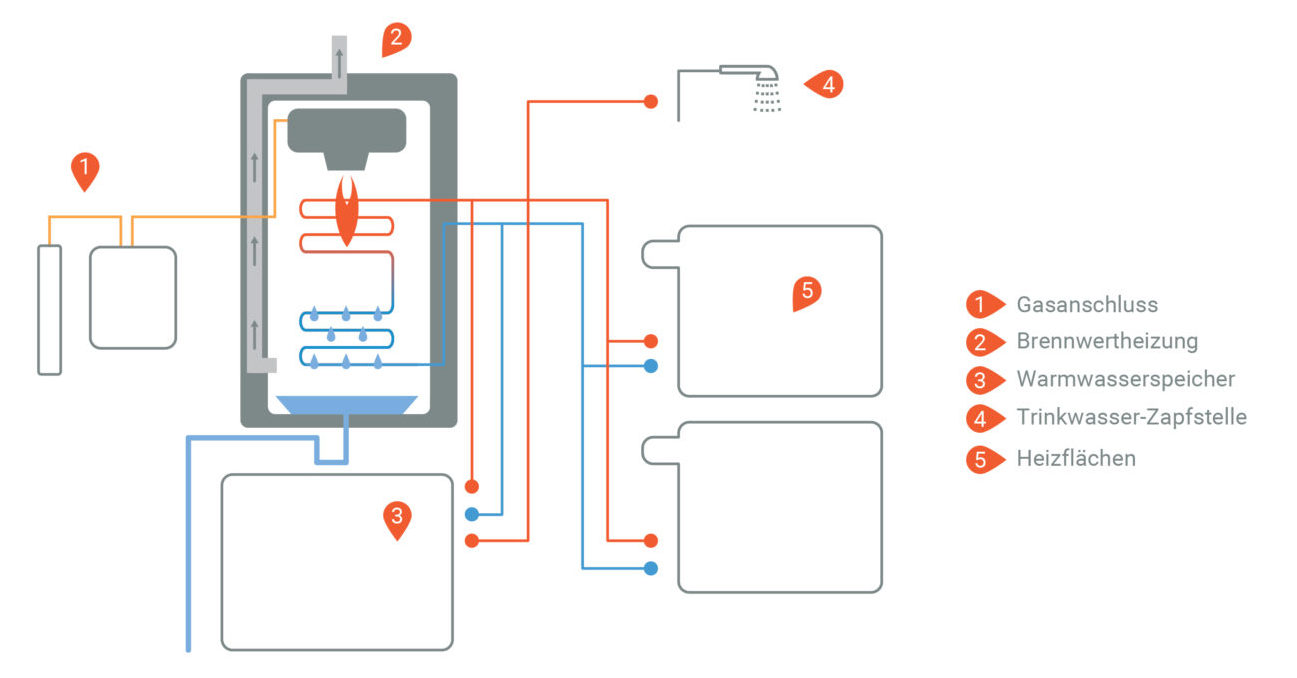 2
4
1
5
3
1 Gasanschluss
2 Brennwertheizung
3 Warmwasserspeicher
4 Trinkwasser-Zapfstelle
5 Heizflächen